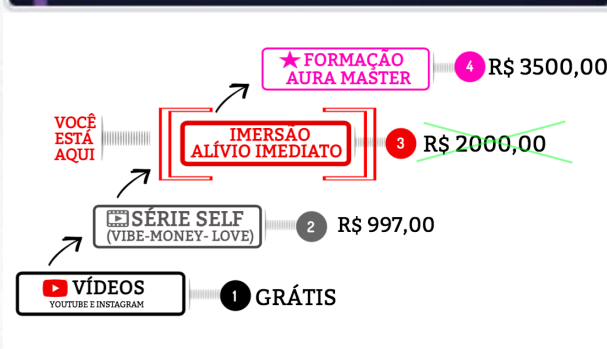 ★ FORMAÇÃO
AURA MASTER
4 R$ 3500,00
VOCÊ
ESTÁ
AQUI
IMERSÃO
ALÍVIO IMEDIATO
3 R$ 2000,00
SÉRIE SELF
(VIBE-MONEY- LOVE)
2 R$ 997,00
VÍDEOS
YOUTUBE E INSTAGRAM
1 GRÁTIS